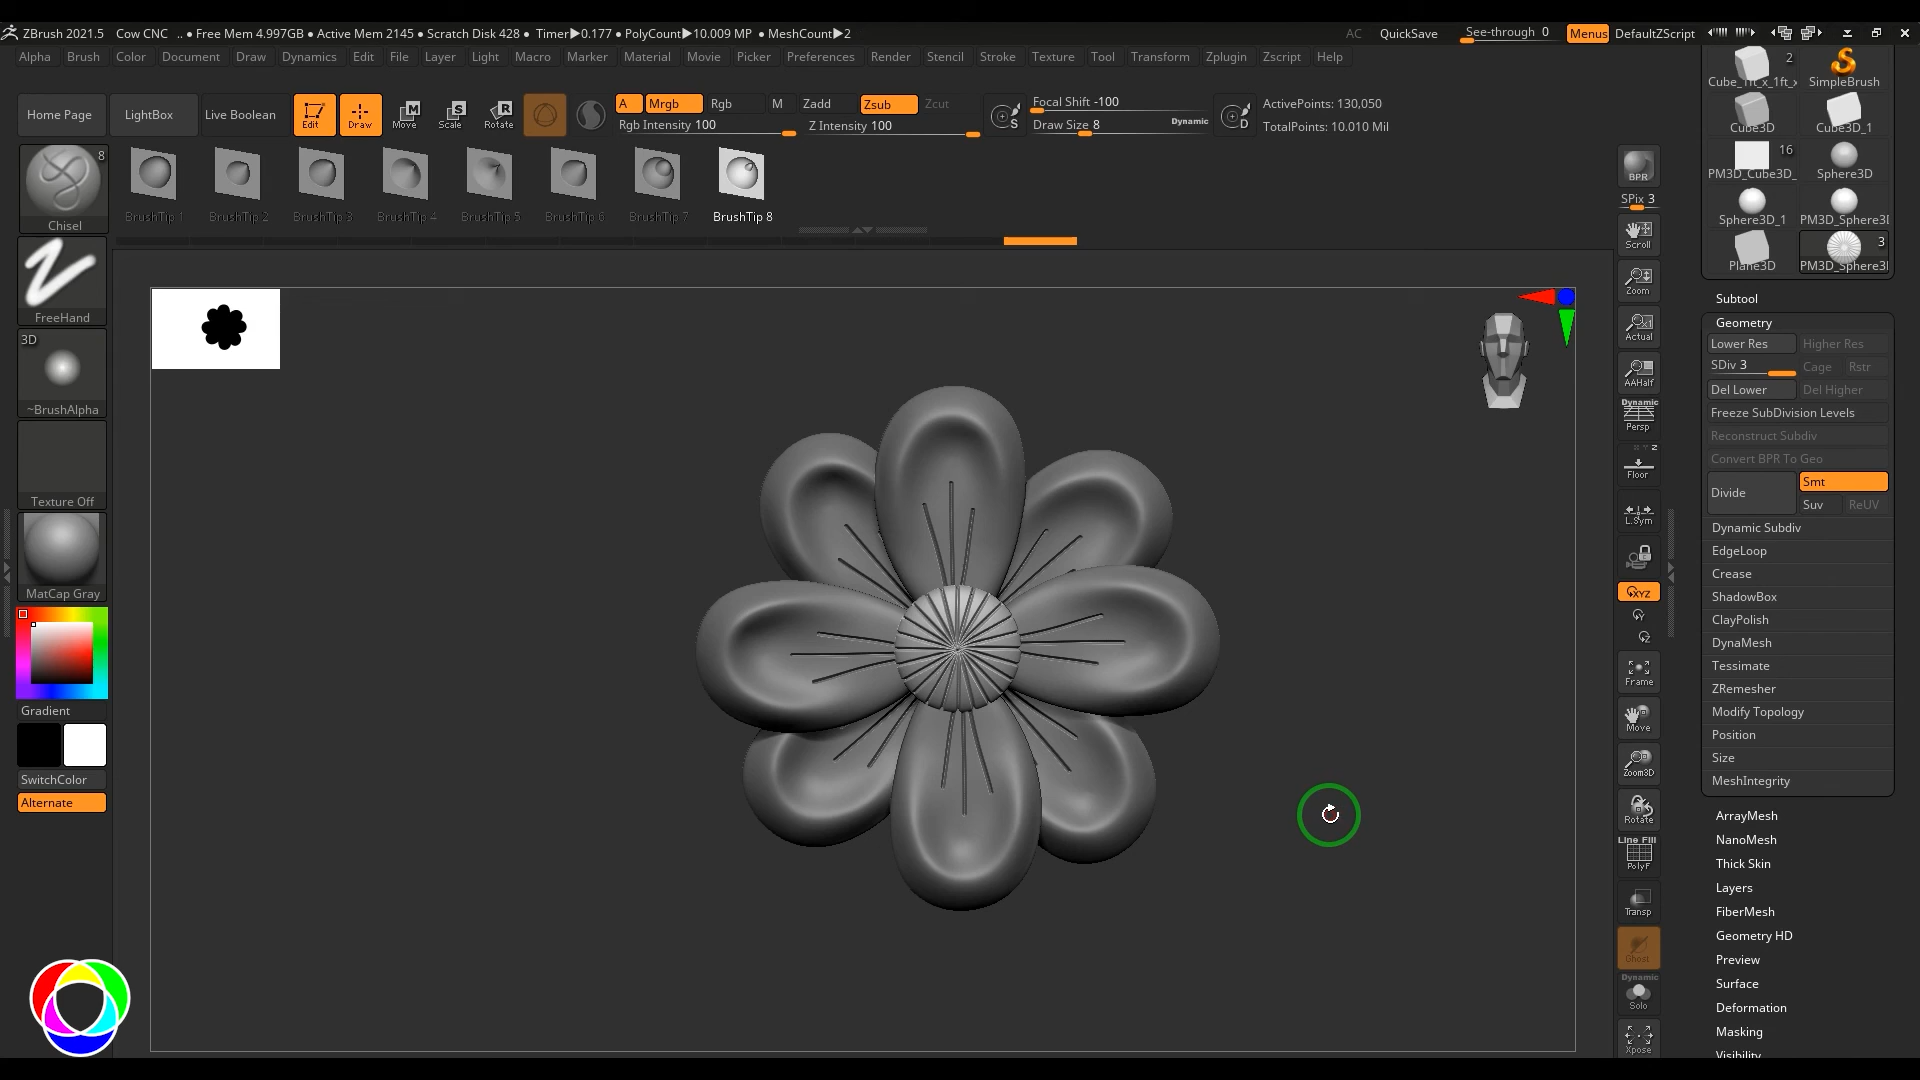 ZBrush 2021.5 Cow CNC .. ● Free Mem 4.997GB ● Active Mem 2145 ● Scratch Disk 428 ● Timer▶0.177 ● PolyCount▶10.009 MP ● MeshCount▶2 AC QuickSave See-through 0 Menus DefaultZScript
Alpha Brush Color Document Draw Dynamics Edit File Layer Light Macro Marker Material Movie Picker Preferences Render Stencil Stroke Texture Tool Transform Zplugin Zscript Help
Home Page LightBox Live Boolean Edit Draw Move Scale Rotate
A Mrgb Rgb M Zadd Zsub Zcut
Rgb Intensity 100 Z Intensity 100
Focal Shift -100
Draw Size 8 Dynamic
ActivePoints: 130,050
TotalPoints: 10.010 Mil
8
Chisel
BrushTip 1 BrushTip 2 BrushTip 3 BrushTip 4 BrushTip 5 BrushTip 6 BrushTip 7 BrushTip 8
FreeHand
3D
~BrushAlpha
Texture Off
MatCap Gray
Gradient
SwitchColor
Alternate
BPR
SPix 3
Scroll
Zoom
Actual
AAHalf
Dynamic
Persp
Floor
L.Sym
XYZ
Y
Z
Frame
Move
Zoom3D
Rotate
Line Fill
PolyF
Transp
Ghost
Dynamic
Solo
Xpose
2
Cube_1ft_x_1ft_x SimpleBrush
Cube3D Cube3D_1
16
PM3D_Cube3D_ Sphere3D
Sphere3D_1 PM3D_Sphere3I
3
Plane3D PM3D_Sphere3I
Subtool
Geometry
Lower Res Higher Res
SDiv 3 Cage Rstr
Del Lower Del Higher
Freeze SubDivision Levels
Reconstruct Subdiv
Convert BPR To Geo
Divide Smt
Suv ReUV
Dynamic Subdiv
EdgeLoop
Crease
ShadowBox
ClayPolish
DynaMesh
Tessimate
ZRemesher
Modify Topology
Position
Size
MeshIntegrity
ArrayMesh
NanoMesh
Thick Skin
Layers
FiberMesh
Geometry HD
Preview
Surface
Deformation
Masking
Visibility